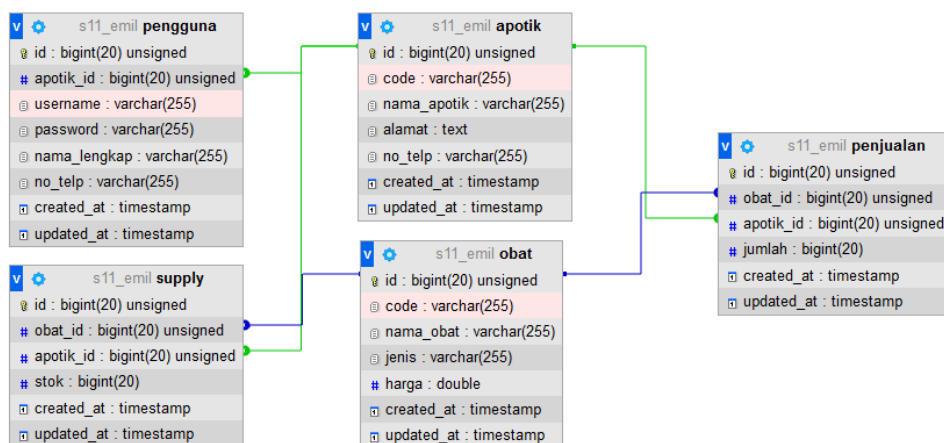 v s11_emil pengguna
id : bigint(20) unsigned
# apotik_id : bigint(20) unsigned
username : varchar(255)
password : varchar(255)
nama_lengkap : varchar(255)
no_telp : varchar(255)
created_at : timestamp
updated_at : timestamp
v s11_emil supply
id : bigint(20) unsigned
# obat_id : bigint(20) unsigned
# apotik_id : bigint(20) unsigned
# stok : bigint(20)
created_at : timestamp
updated_at : timestamp
v s11_emil apotik
id : bigint(20) unsigned
code : varchar(255)
nama_apotik : varchar(255)
alamat : text
no_telp : varchar(255)
created_at : timestamp
updated_at : timestamp
v s11_emil obat
id : bigint(20) unsigned
code : varchar(255)
nama_obat : varchar(255)
jenis : varchar(255)
# harga : double
created_at : timestamp
updated_at : timestamp
v s11_emil penjualan
id : bigint(20) unsigned
# obat_id : bigint(20) unsigned
# apotik_id : bigint(20) unsigned
# jumlah : bigint(20)
created_at : timestamp
updated_at : timestamp